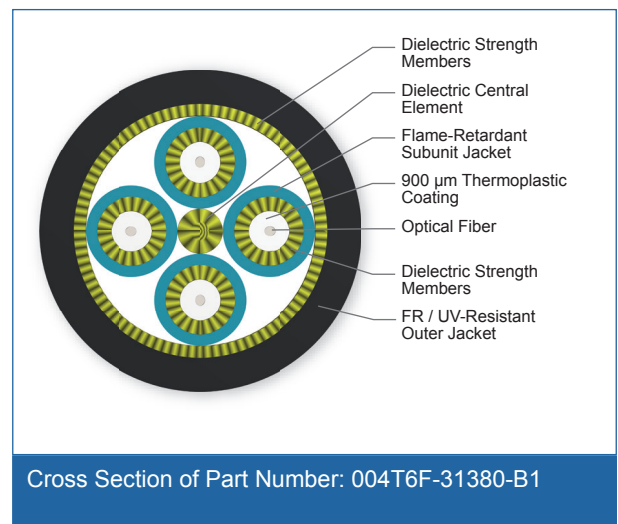 Dielectric Strength
Members
Dielectric Central
Element
Flame-Retardant
Subunit Jacket
900 μm Thermoplastic
Coating
Optical Fiber
Dielectric Strength
Members
FR / UV-Resistant
Outer Jacket
Cross Section of Part Number: 004T6F-31380-B1